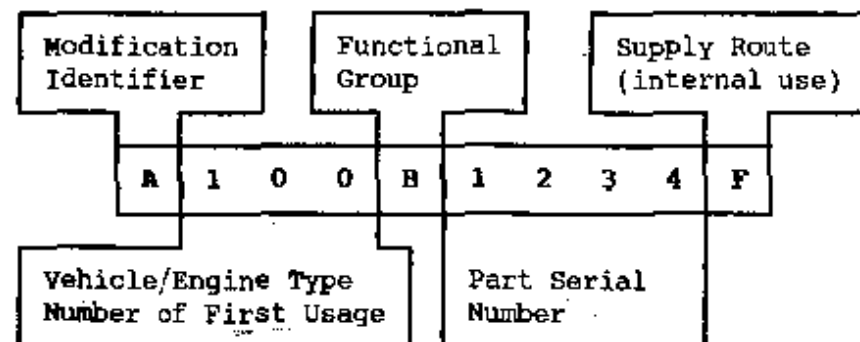 Modification
Identifier
Functional
Group
Supply Route
(internal use)
A 1 0 0 B 1 2 3 4 F
Vehicle/Engine Type
Number of First Usage
Part Serial
Number